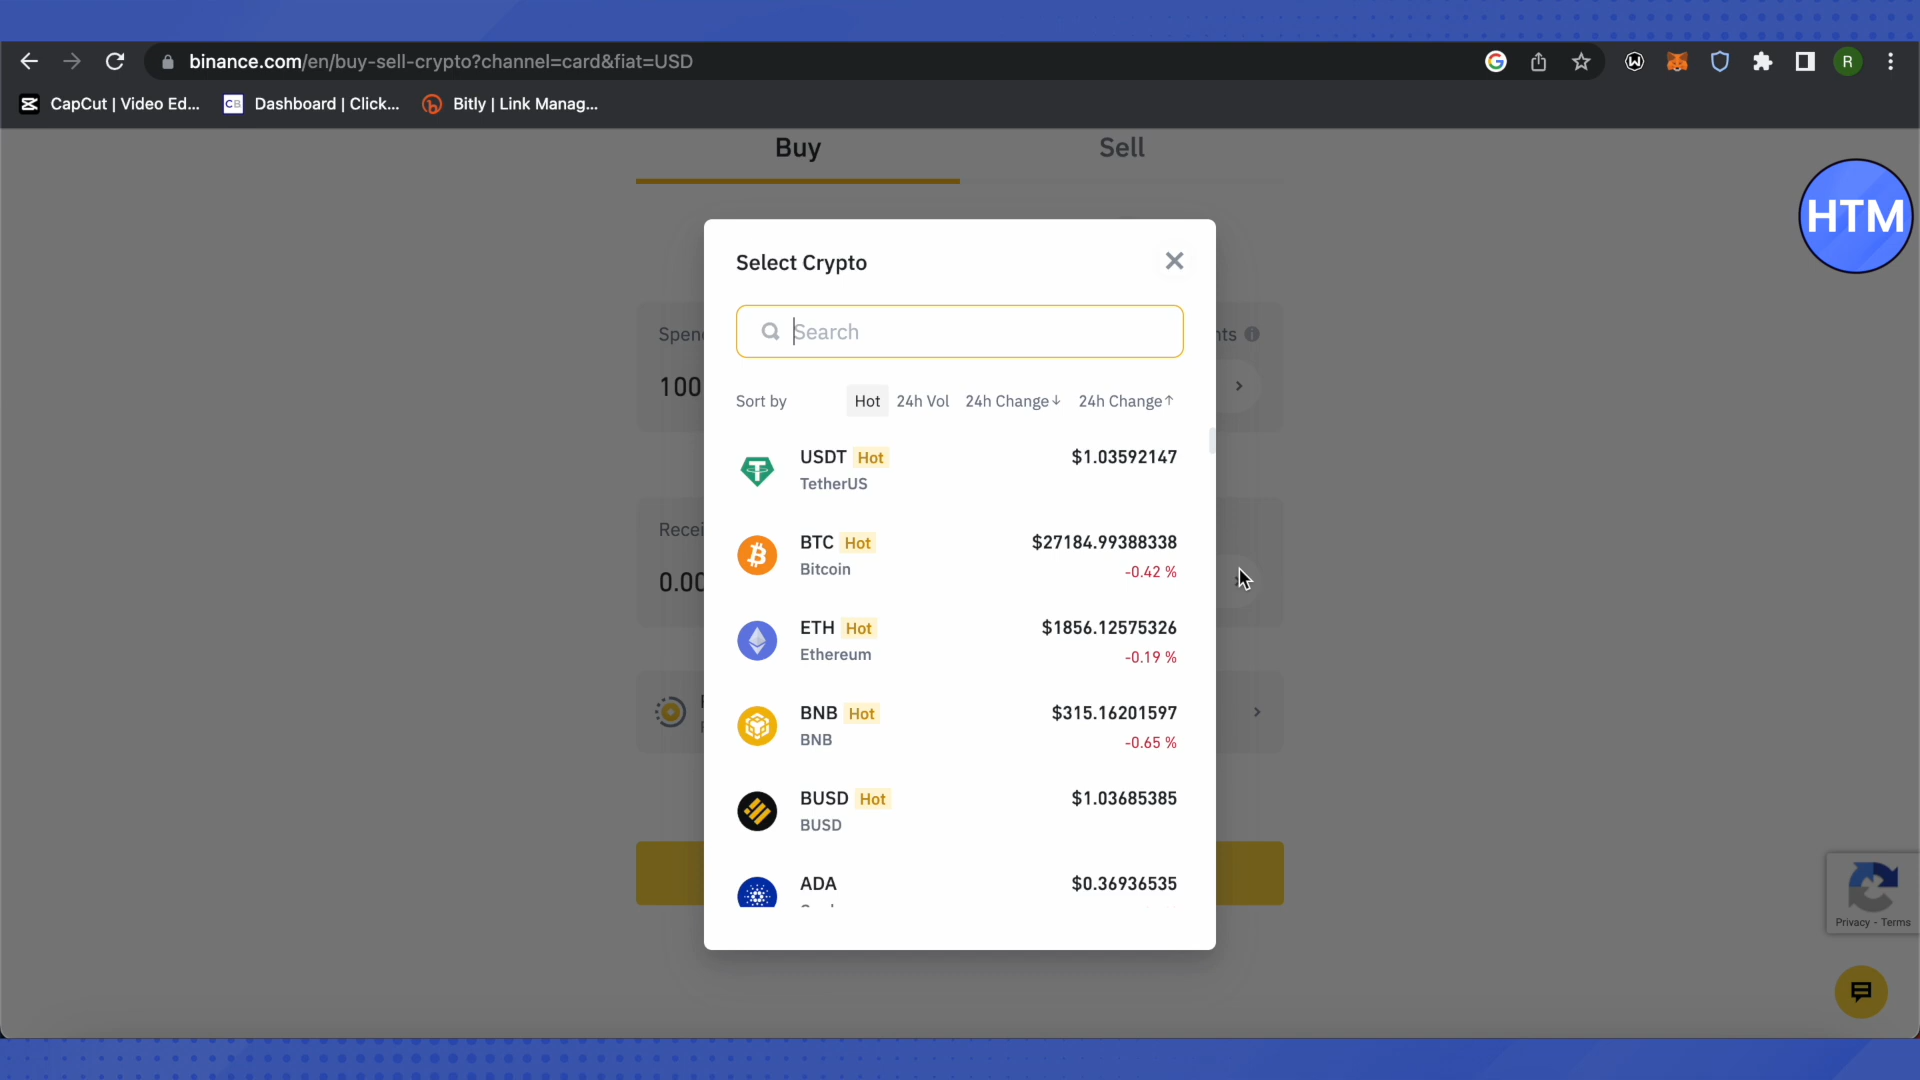 binance.com/en/buy-sell-crypto?channel=card&fiat=USD
R
CapCut | Video Ed...
CB Dashboard | Click...
Bitly | Link Manag...
Buy
Sell
HTM
Select Crypto
Search
Sort by Hot 24h Vol 24h Change↓ 24h Change↑
USDT Hot $1.03592147
TetherUS
BTC Hot $27184.99388338
Bitcoin -0.42 %
ETH Hot $1856.12575326
Ethereum -0.19 %
BNB Hot $315.16201597
BNB -0.65 %
BUSD Hot $1.03685385
BUSD
ADA $0.36936535
100
0.00
Privacy - Terms